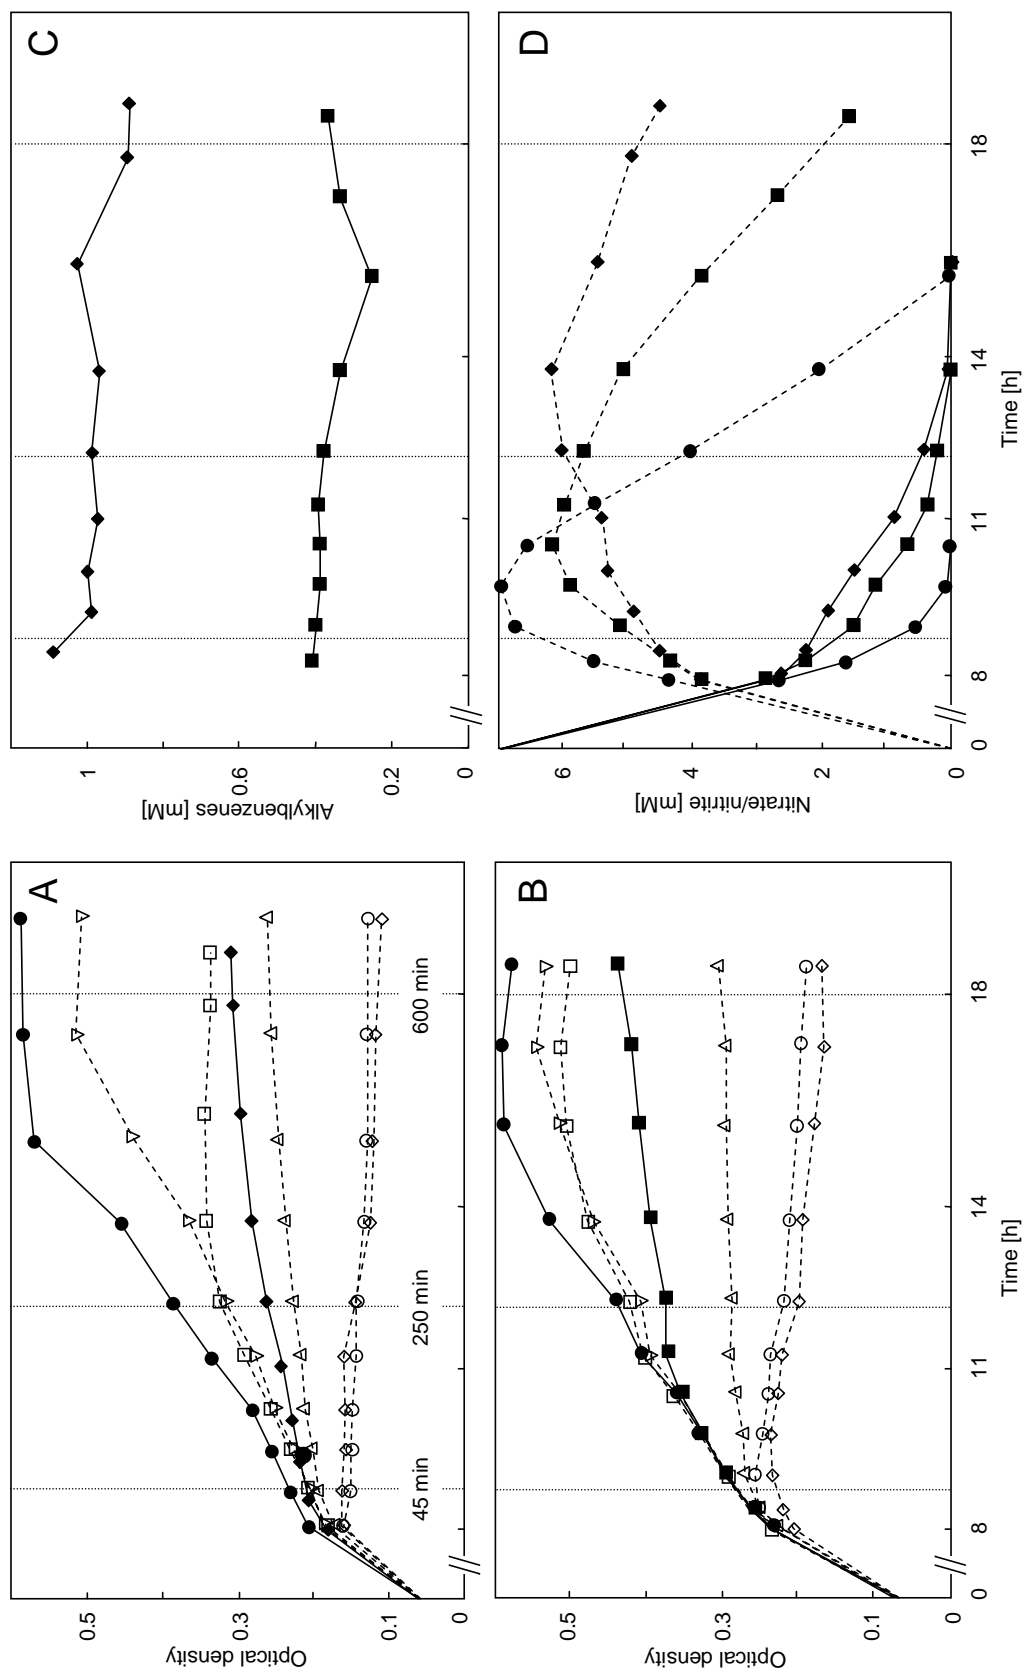 A
Optical density
0.5
0.3
0.1
0
45 min
250 min
600 min
B
Optical density
0.5
0.3
0.1
0
0
8
11
14
18
Time [h]
C
Alkylbenzenes [mM]
1
0.6
0.2
0
D
Nitrate/nitrite [mM]
6
4
2
0
0
8
11
14
18
Time [h]